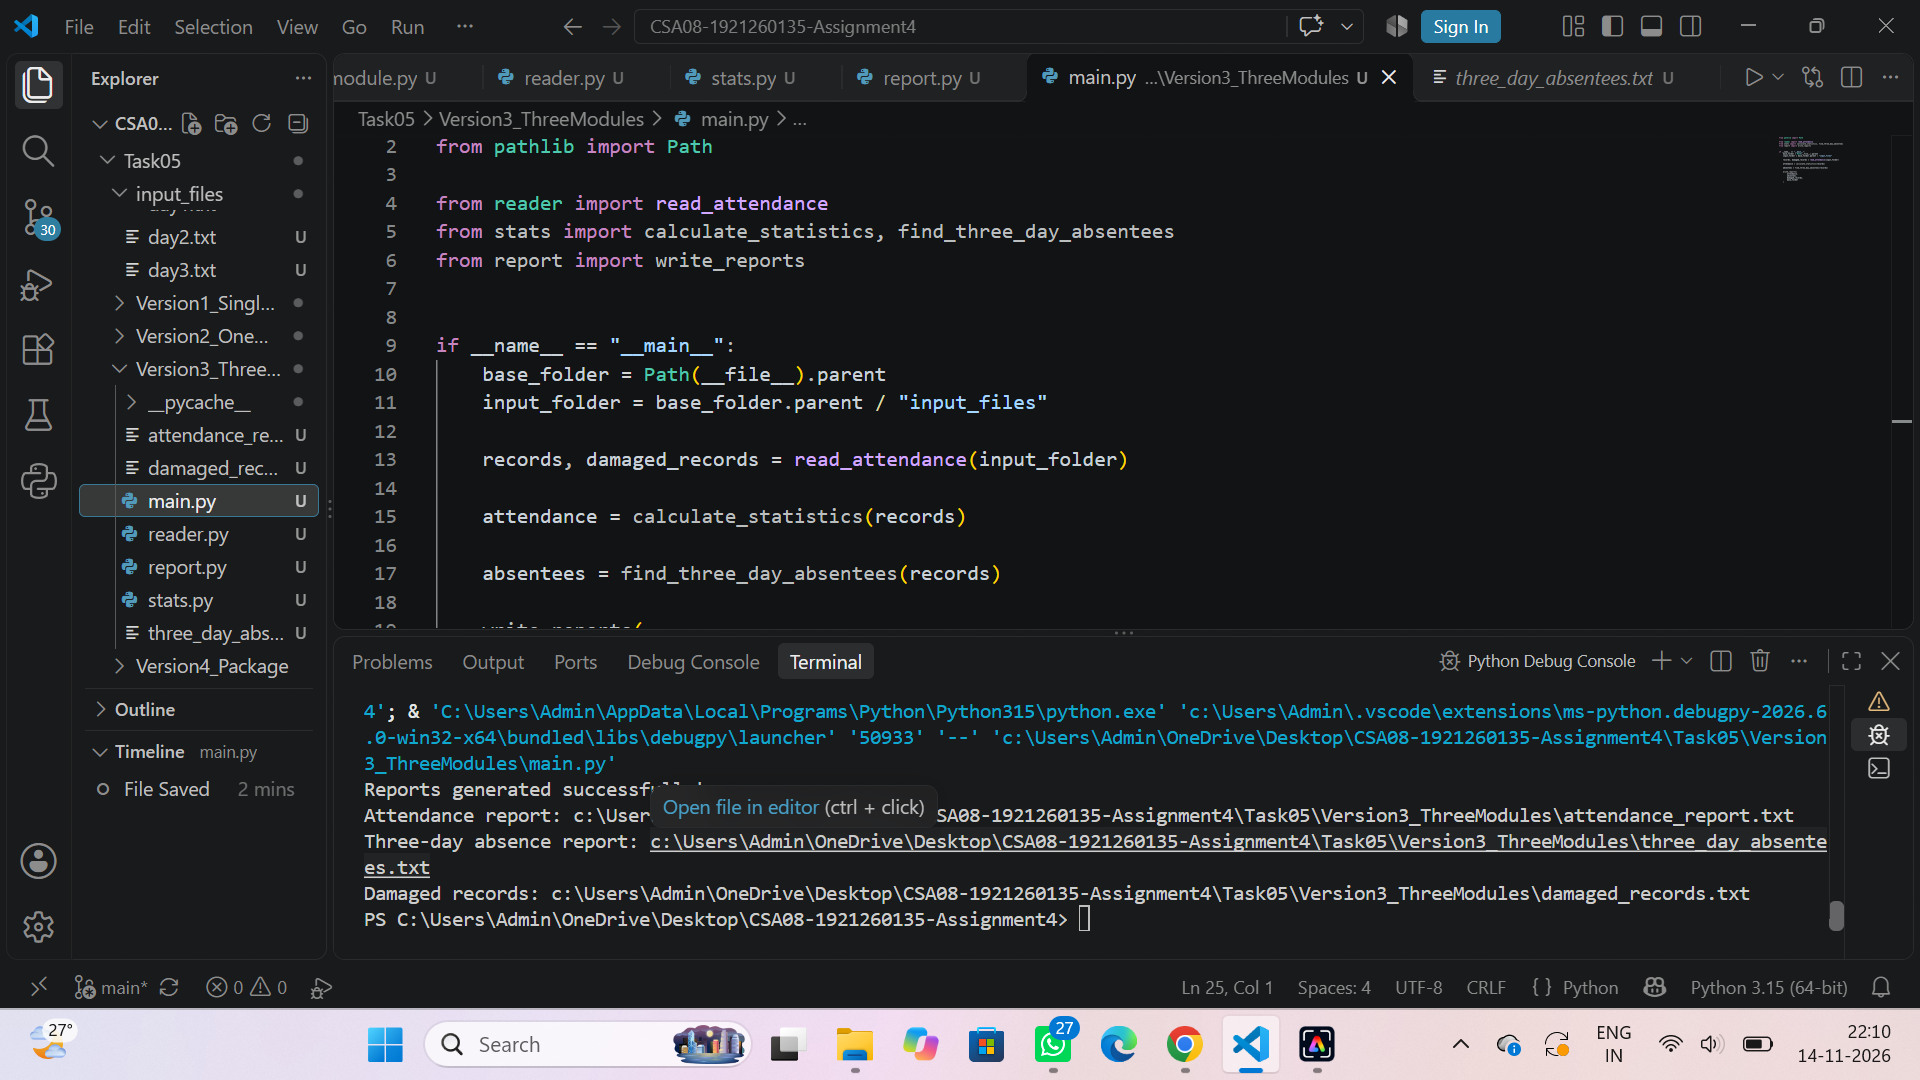 File Edit Selection View Go Run ···
CSA08-1921260135-Assignment4
Sign In
Explorer
CSA0...
Task05
input_files
day2.txt U
day3.txt U
Version1_Singl...
Version2_One...
Version3_Three...
__pycache__
attendance_re... U
damaged_rec... U
main.py U
reader.py U
report.py U
stats.py U
three_day_abs... U
Version4_Package
Outline
Timeline main.py
File Saved 2 mins
30
module.py U reader.py U stats.py U report.py U main.py ...\Version3_ThreeModules U three_day_absentees.txt U
Task05 > Version3_ThreeModules > main.py > ...
2 from pathlib import Path
3
4 from reader import read_attendance
5 from stats import calculate_statistics, find_three_day_absentees
6 from report import write_reports
7
8
9 if __name__ == "__main__":
10 base_folder = Path(__file__).parent
11 input_folder = base_folder.parent / "input_files"
12
13 records, damaged_records = read_attendance(input_folder)
14
15 attendance = calculate_statistics(records)
16
17 absentees = find_three_day_absentees(records)
18
Problems Output Ports Debug Console Terminal
Python Debug Console
4'; & 'C:\Users\Admin\AppData\Local\Programs\Python\Python315\python.exe' 'c:\Users\Admin\.vscode\extensions\ms-python.debugpy-2026.6
.0-win32-x64\bundled\libs\debugpy\launcher' '50933' '--' 'c:\Users\Admin\OneDrive\Desktop\CSA08-1921260135-Assignment4\Task05\Version
3_ThreeModules\main.py'
Reports generated
Open file in editor (ctrl + click)
Attendance report: c:\User SA08-1921260135-Assignment4\Task05\Version3_ThreeModules\attendance_report.txt
Three-day absence report: c:\Users\Admin\OneDrive\Desktop\CSA08-1921260135-Assignment4\Task05\Version3_ThreeModules\three_day_absente
es.txt
Damaged records: c:\Users\Admin\OneDrive\Desktop\CSA08-1921260135-Assignment4\Task05\Version3_ThreeModules\damaged_records.txt
PS C:\Users\Admin\OneDrive\Desktop\CSA08-1921260135-Assignment4>
main* 0 0
Ln 25, Col 1 Spaces: 4 UTF-8 CRLF { } Python Python 3.15 (64-bit)
27°
Search
27
ENG
IN
22:10
14-11-2026